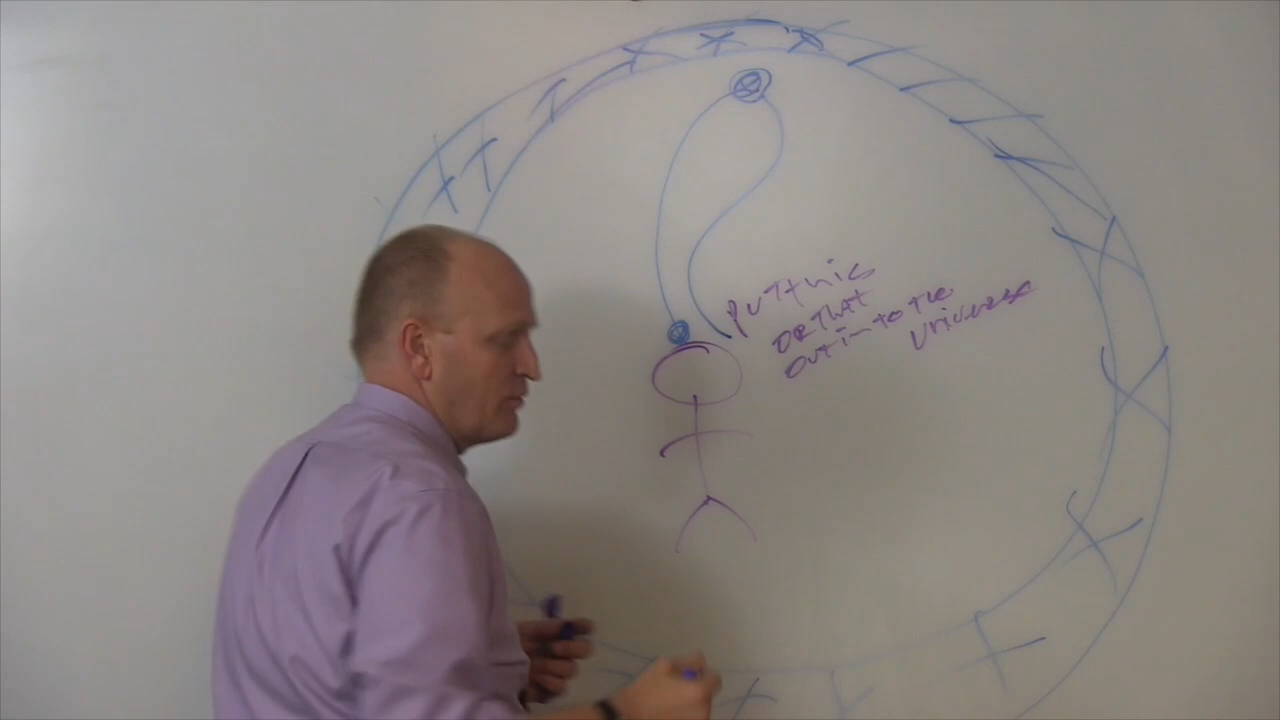 put this
or that
out into the
universe